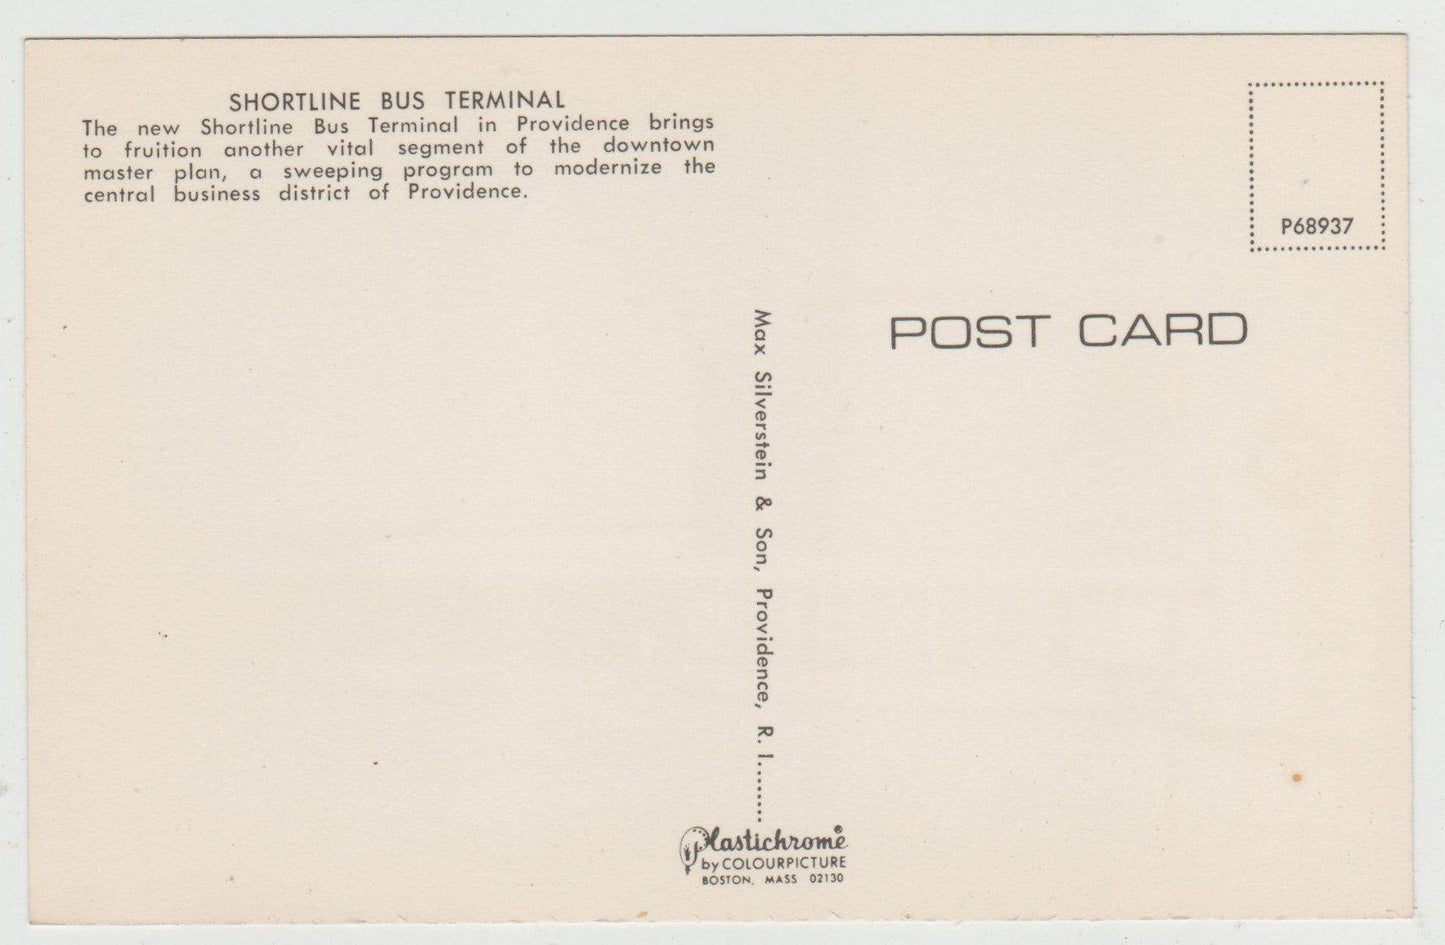 SHORTLINE BUS TERMINAL
The new Shortline Bus Terminal in Providence brings
to fruition another vital segment of the downtown
master plan, a sweeping program to modernize the
central business district of Providence.
P68937
POST CARD
Max Silverstein & Son, Providence, R. I.........
Plastichrome®
by COLOURPICTURE
BOSTON, MASS 02130